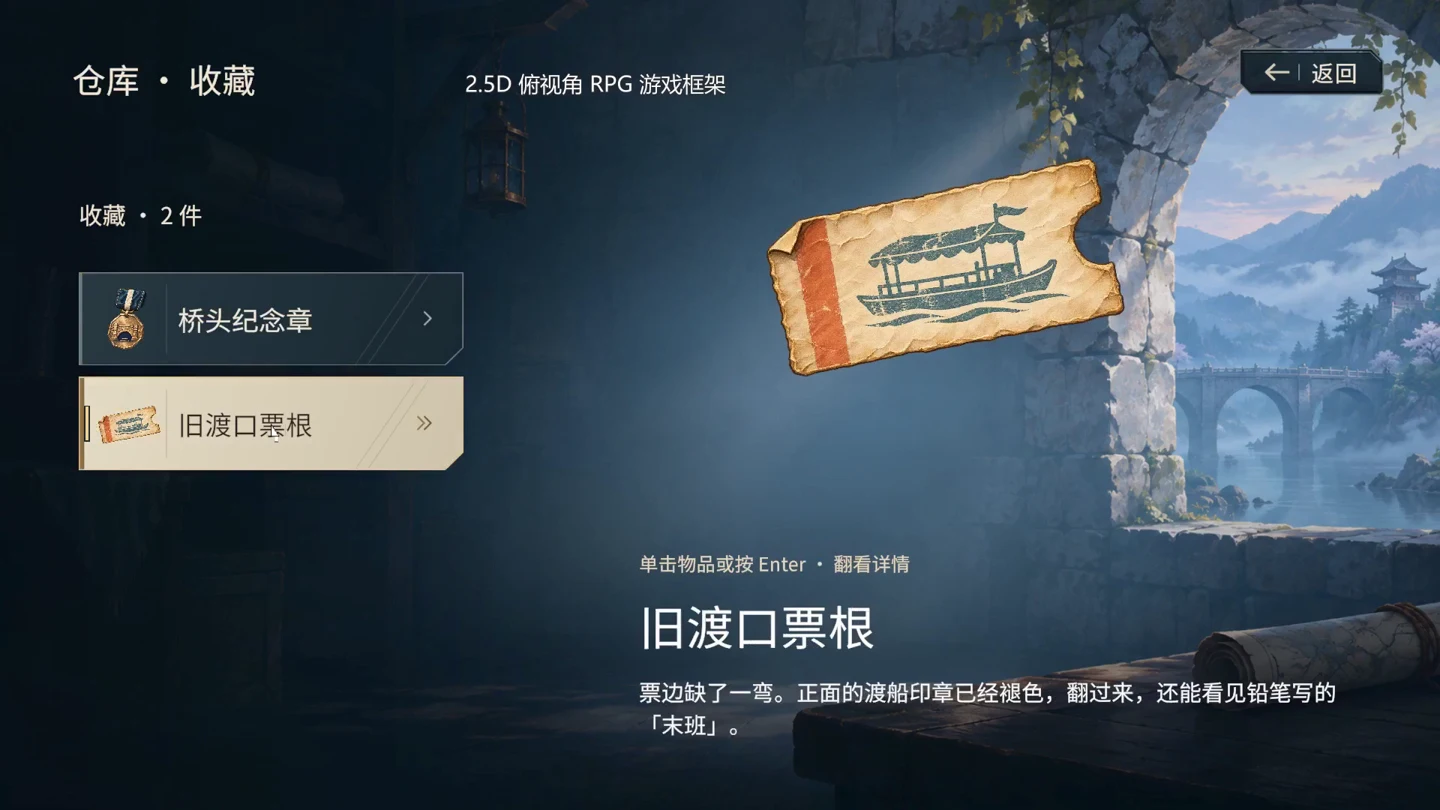 仓库 · 收藏
2.5D 俯视角 RPG 游戏框架
返回
收藏 · 2 件
桥头纪念章
旧渡口票根
单击物品或按 Enter · 翻看详情
旧渡口票根
票边缺了一弯。正面的渡船印章已经褪色，翻过来，还能看见铅笔写的
「末班」。